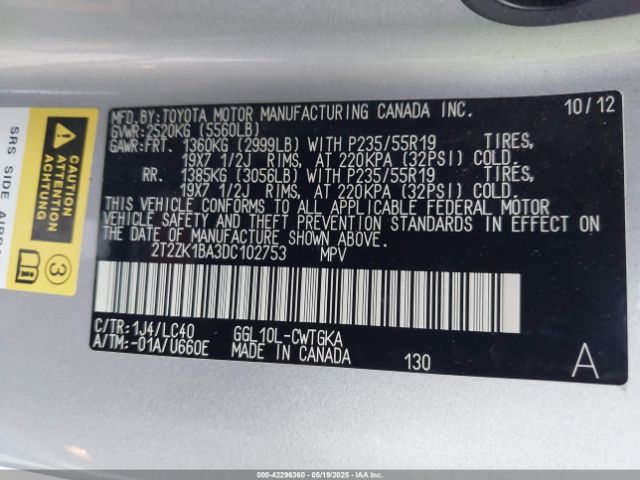 MFD. BY: TOYOTA MOTOR MANUFACTURING CANADA INC. 10/12
GVWR: 2520KG (5560LB)
GAWR: FRT. 1360KG (2999LB) WITH P235/55R19 TIRES,
19X7 1/2J RIMS, AT 220KPA (32PSI) COLD.
RR. 1385KG (3056LB) WITH P235/55R19 TIRES,
19X7 1/2J RIMS, AT 220KPA (32PSI) COLD.
THIS VEHICLE CONFORMS TO ALL APPLICABLE FEDERAL MOTOR
VEHICLE SAFETY AND THEFT PREVENTION STANDARDS IN EFFECT ON
THE DATE OF MANUFACTURE SHOWN ABOVE.
2T2ZK1BA3DC102753 MPV
C/TR: 1J4/LC40 GGL10L-CWTGKA
A/TM: -01A/U660E MADE IN CANADA 130 A
CAUTION
SRS SIDE AIRBA
3
000-42296360 - 05/19/2025 - IAAI.COM